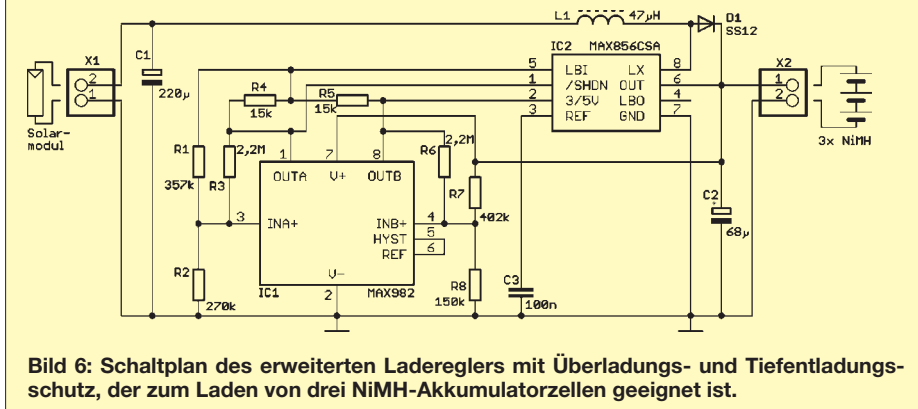 L1 47µH
D1
SS12
IC2 MAX856CSA
X1
2
1
C1
220µ
Solar-
modul
5 LBI LX 8
1 /SHDN OUT 6
2 3/5V LBO 4
3 REF GND 7
X2
1
2
3x NiMH
R4
15k
R5
15k
R1
357k
2,2M
R3
R6
2,2M
R7
402k
1 7 8
OUTA V+ OUTB
3 INA+ INB+ 4
HYST 5
REF 6
V-
2
IC1 MAX982
R2
270k
R8
150k
C3
100n
C2
68µ
Bild 6: Schaltplan des erweiterten Ladereglers mit Überladungs- und Tiefentladungs-
schutz, der zum Laden von drei NiMH-Akkumulatorzellen geeignet ist.